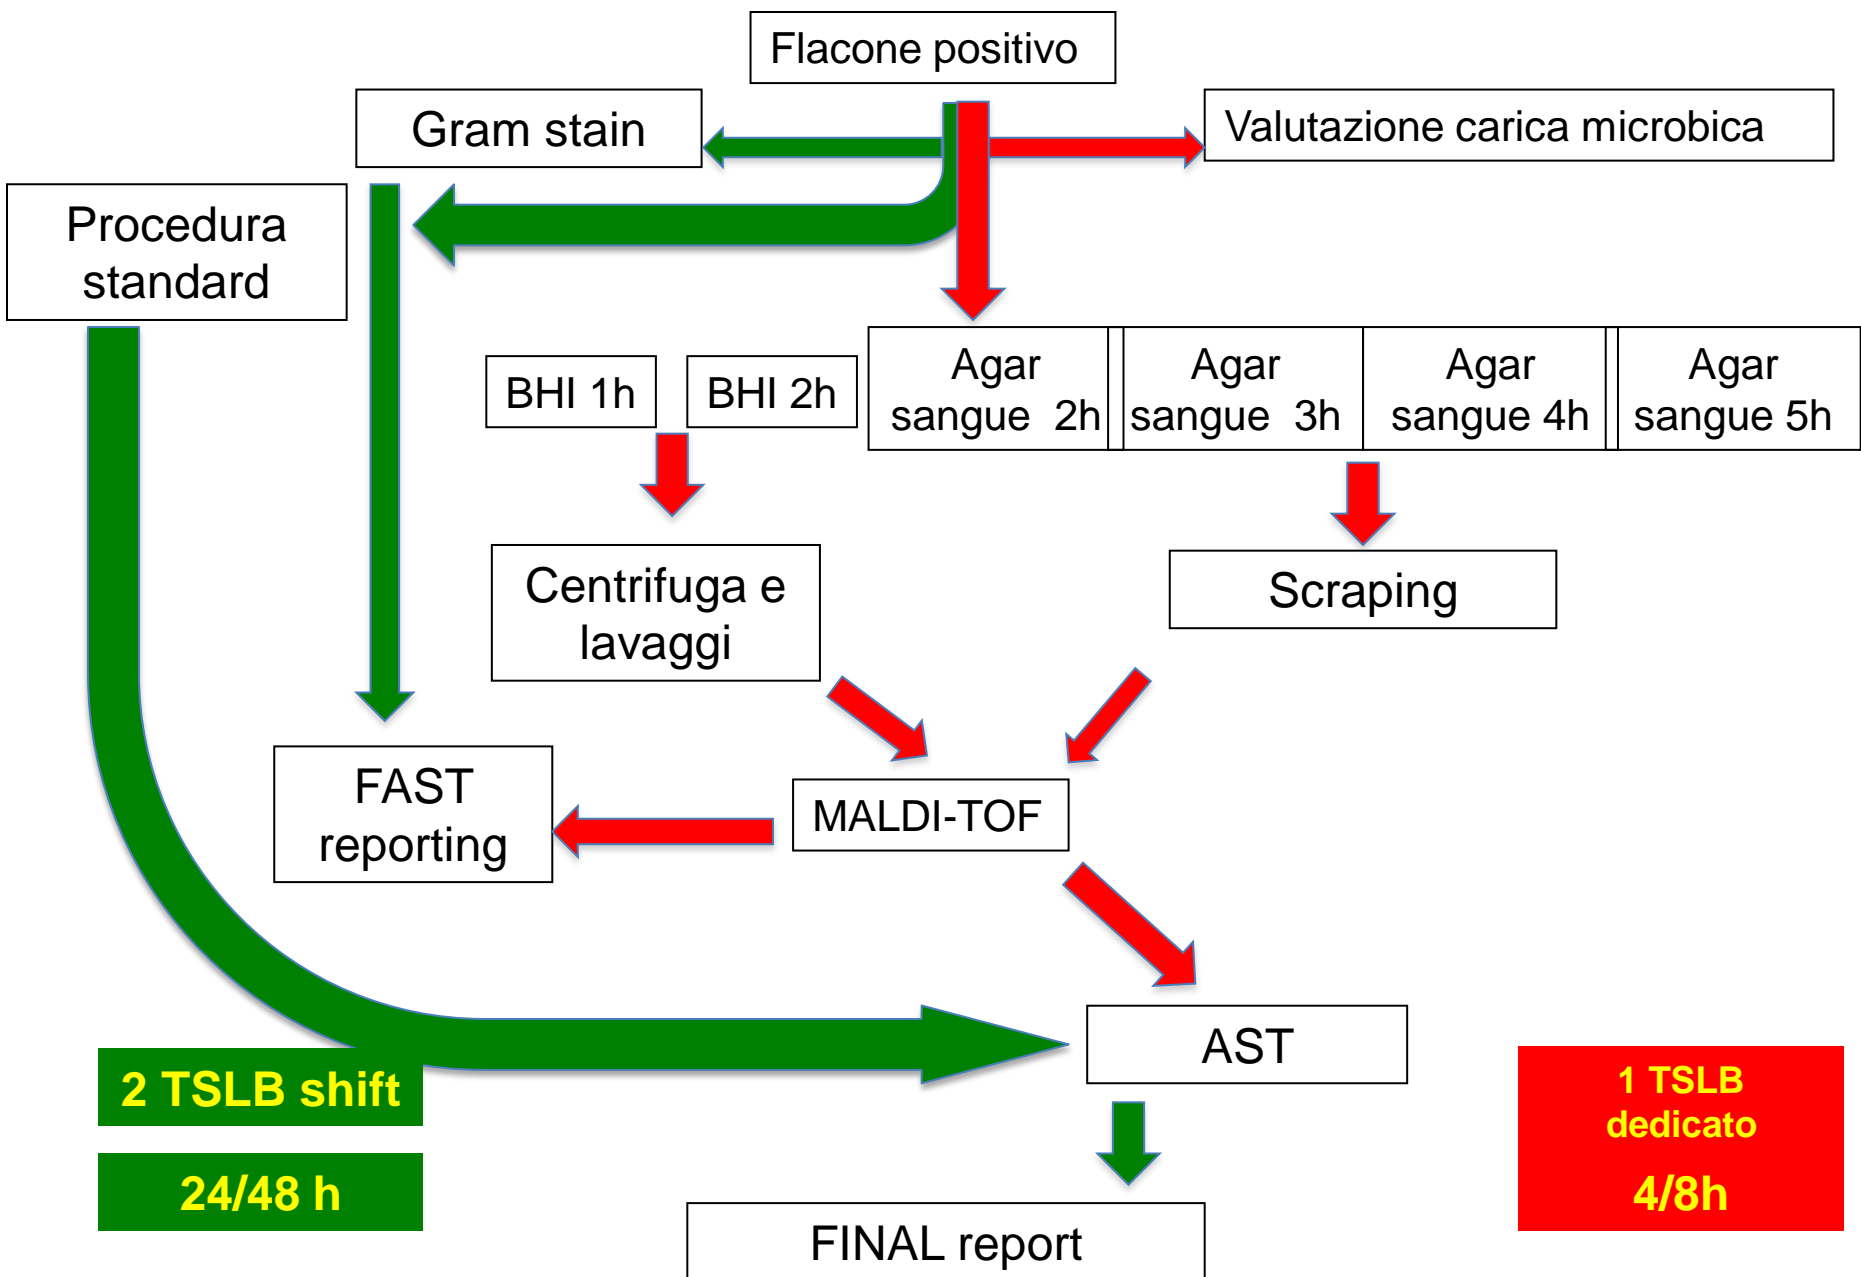 Flacone positivo
Gram stain
Valutazione carica microbica
Procedura
standard
BHI 1h
BHI 2h
Agar
sangue 2h
Agar
sangue 3h
Agar
sangue 4h
Agar
sangue 5h
Centrifuga e
lavaggi
Scraping
FAST
reporting
MALDI-TOF
AST
2 TSLB shift
24/48 h
1 TSLB
dedicato
4/8h
FINAL report